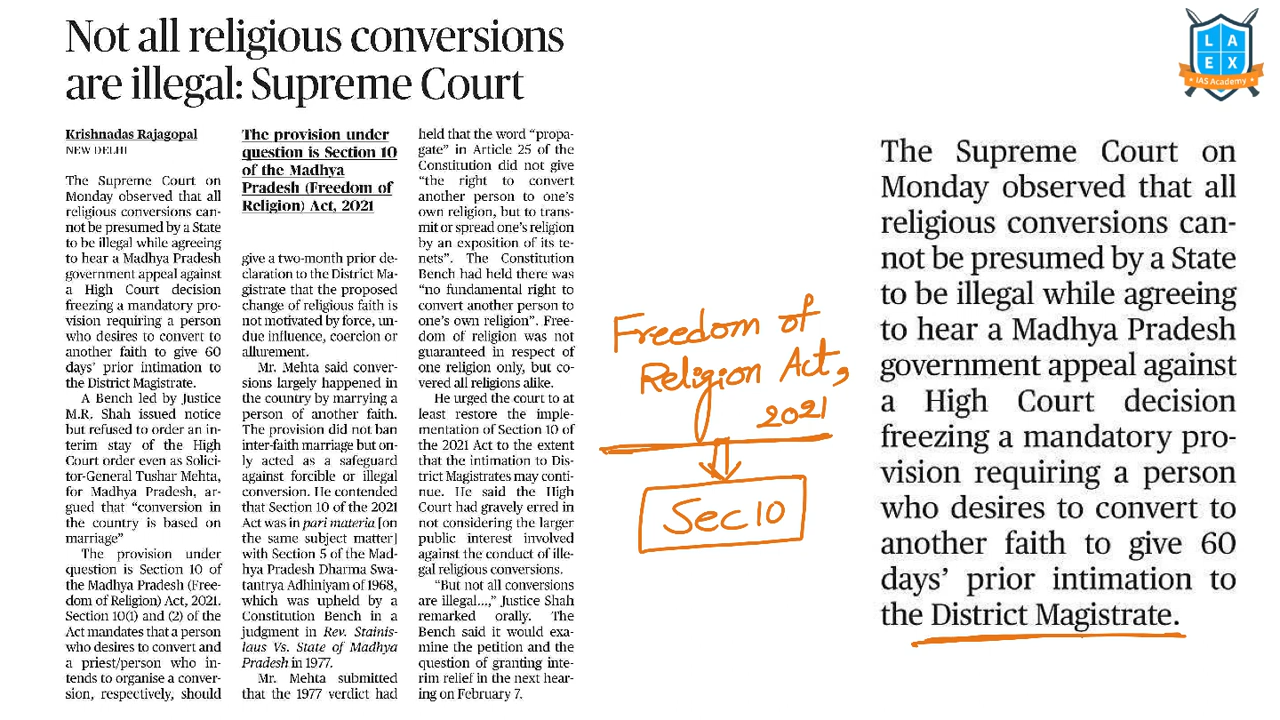 Not all religious conversions
are illegal: Supreme Court
Krishnadas Rajagopal
NEW DELHI
The Supreme Court on
Monday observed that all
religious conversions can-
not be presumed by a State
to be illegal while agreeing
to hear a Madhya Pradesh
government appeal against
a High Court decision
freezing a mandatory pro-
vision requiring a person
who desires to convert to
another faith to give 60
days’ prior intimation to
the District Magistrate.
A Bench led by Justice
M.R. Shah issued notice
but refused to order an in-
terim stay of the High
Court order even as Solici-
tor-General Tushar Mehta,
for Madhya Pradesh, ar-
gued that “conversion in
the country is based on
marriage”
The provision under
question is Section 10 of
the Madhya Pradesh (Free-
dom of Religion) Act, 2021.
Section 10(1) and (2) of the
Act mandates that a person
who desires to convert and
a priest/person who in-
tends to organise a conver-
sion, respectively, should
The provision under
question is Section 10
of the Madhya
Pradesh (Freedom of
Religion) Act, 2021
give a two-month prior de-
claration to the District Ma-
gistrate that the proposed
change of religious faith is
not motivated by force, un-
due influence, coercion or
allurement.
Mr. Mehta said conver-
sions largely happened in
the country by marrying a
person of another faith.
The provision did not ban
inter-faith marriage but on-
ly acted as a safeguard
against forcible or illegal
conversion. He contended
that Section 10 of the 2021
Act was in pari materia [on
the same subject matter]
with Section 5 of the Mad-
hya Pradesh Dharma Swa-
tantrya Adhiniyam of 1968,
which was upheld by a
Constitution Bench in a
judgment in Rev. Stainis-
laus Vs. State of Madhya
Pradesh in 1977.
Mr. Mehta submitted
that the 1977 verdict had
held that the word “propa-
gate” in Article 25 of the
Constitution did not give
“the right to convert
another person to one’s
own religion, but to trans-
mit or spread one’s religion
by an exposition of its te-
nets”. The Constitution
Bench had held there was
“no fundamental right to
convert another person to
one’s own religion”. Free-
dom of religion was not
guaranteed in respect of
one religion only, but co-
vered all religions alike.
He urged the court to at
least restore the imple-
mentation of Section 10 of
the 2021 Act to the extent
that the intimation to Dis-
trict Magistrates may conti-
nue. He said the High
Court had gravely erred in
not considering the larger
public interest involved
against the conduct of ille-
gal religious conversions.
“But not all conversions
are illegal...,” Justice Shah
remarked orally. The
Bench said it would exa-
mine the petition and the
question of granting inte-
rim relief in the next hear-
ing on February 7.
Freedom of
Religion Act,
2021
Sec 10
LA
EX
IAS Academy
The Supreme Court on
Monday observed that all
religious conversions can-
not be presumed by a State
to be illegal while agreeing
to hear a Madhya Pradesh
government appeal against
a High Court decision
freezing a mandatory pro-
vision requiring a person
who desires to convert to
another faith to give 60
days’ prior intimation to
the District Magistrate.